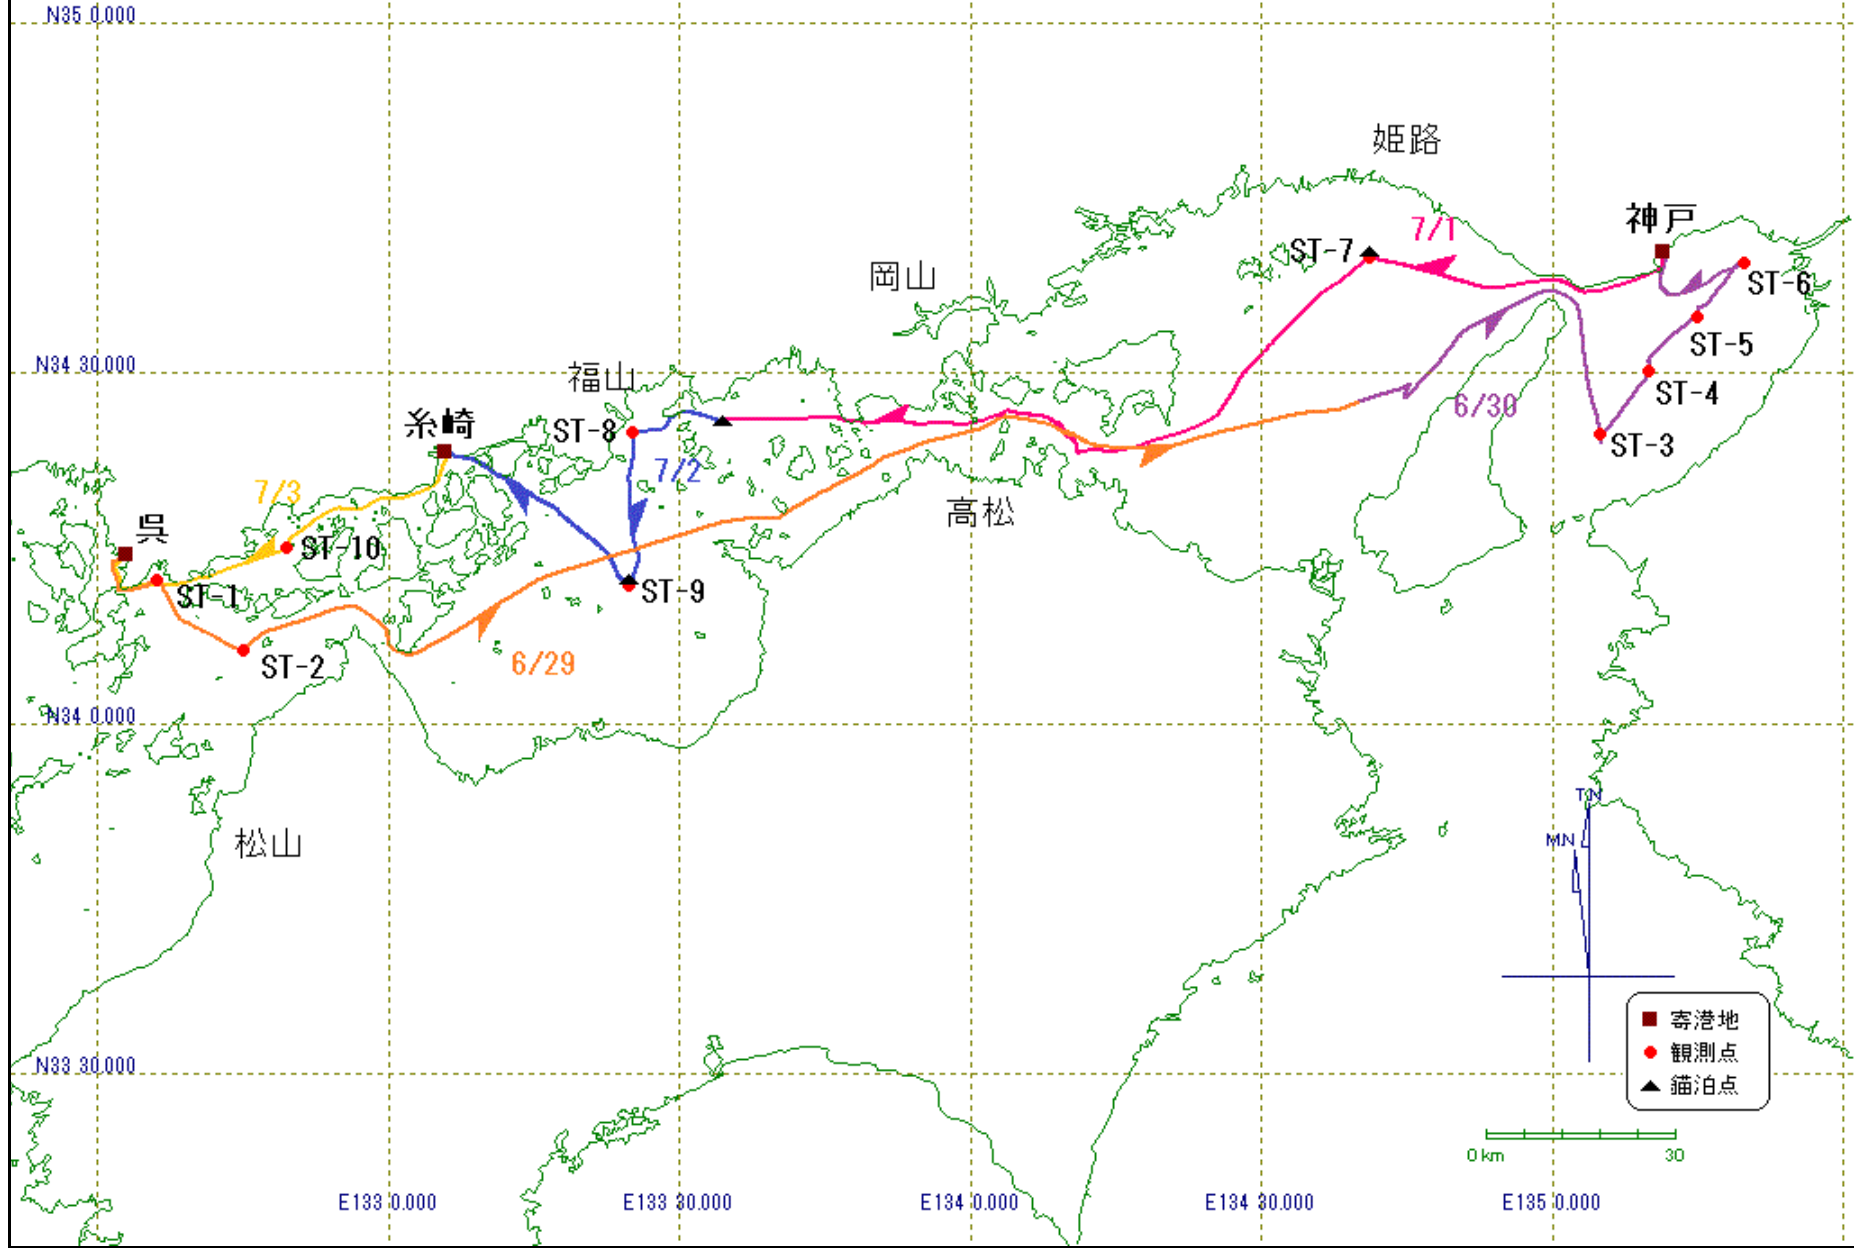 N35 0.000
姫路
神戸
7/1
ST-7
岡山
ST-6
ST-5
N34 30.000
福山
ST-4
6/30
糸崎
ST-8
ST-3
7/2
7/3
高松
呉
ST-10
ST-1
ST-9
ST-2
6/29
N34 0.000
T.N
松山
M.N
寄港地
観測点
錨泊点
N33 30.000
0 km
30
E133 0.000
E133 30.000
E134 0.000
E134 30.000
E135 0.000